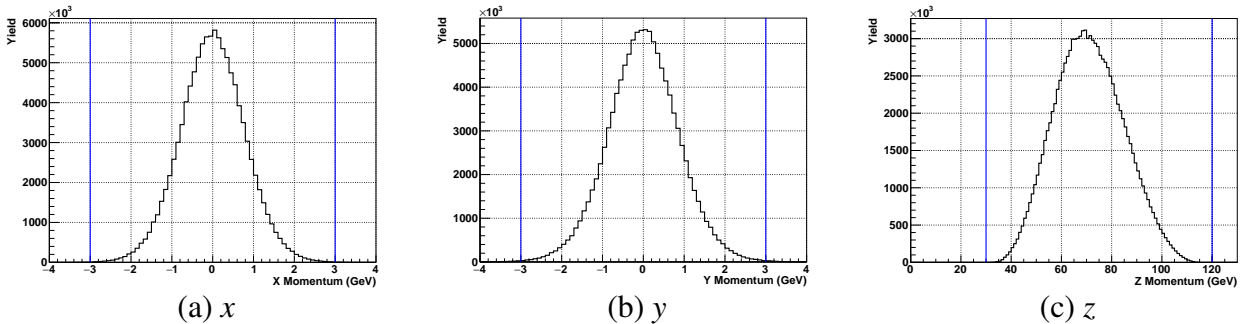 ×10³
Yield
6000
5000
4000
3000
2000
1000
0
−4 −3 −2 −1 0 1 2 3 4
X Momentum (GeV)
(a) x
×10³
Yield
5000
4000
3000
2000
1000
0
−4 −3 −2 −1 0 1 2 3 4
Y Momentum (GeV)
(b) y
×10³
Yield
3000
2500
2000
1500
1000
500
0
0 20 40 60 80 100 120
Z Momentum (GeV)
(c) z